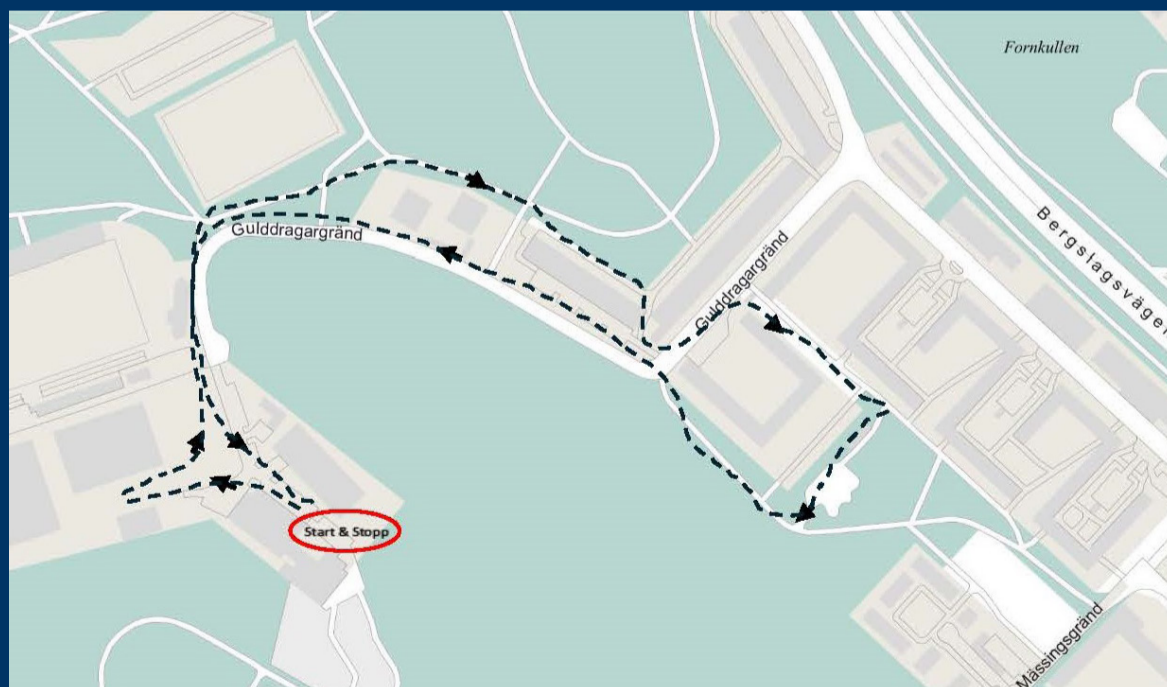 Fornkullen
Bergslagsvägen
Gulddragargränd
Gulddragargränd
Start & Stopp
Mässingsgränd